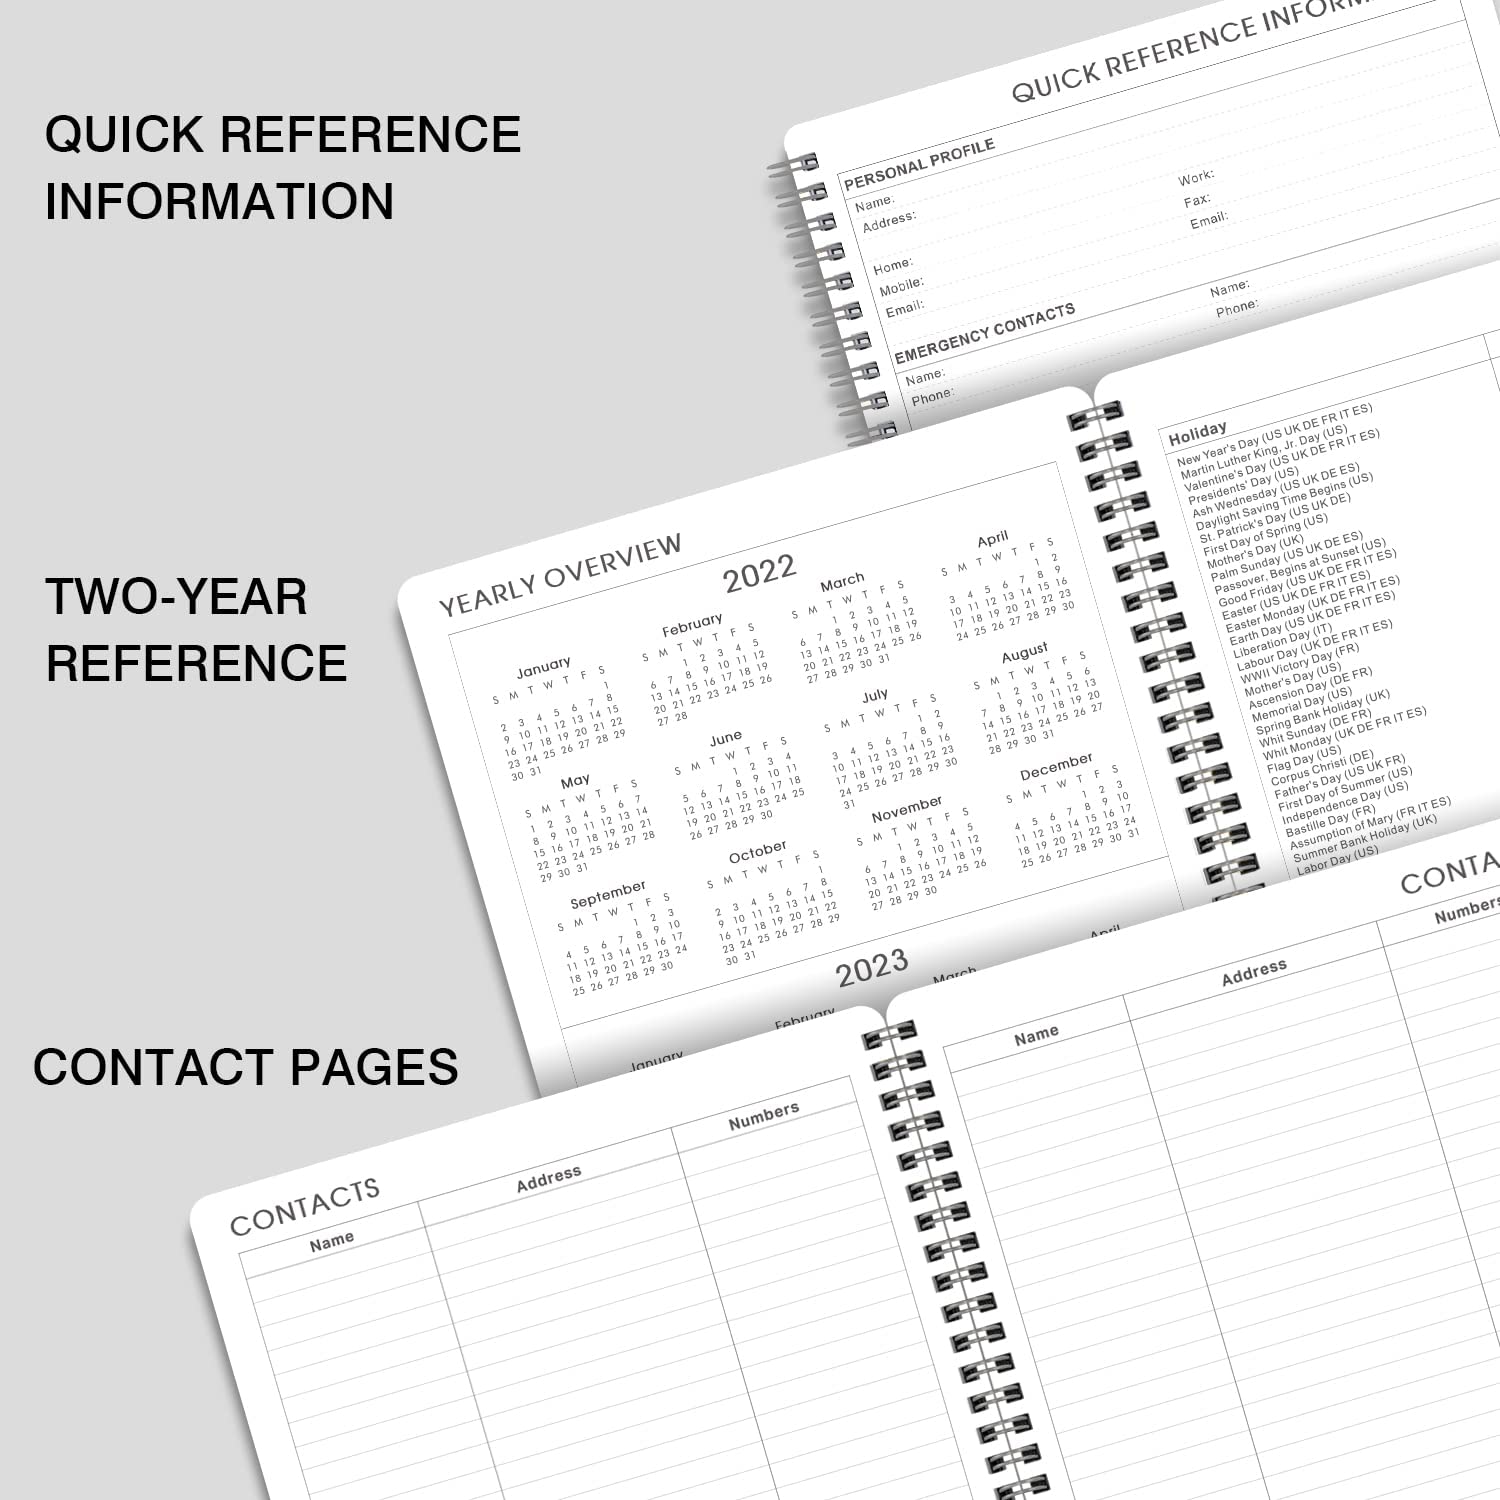 QUICK REFERENCE
INFORMATION
QUICK REFERENCE
PERSONAL PROFILE
Name:
Address:
Home:
Mobile:
Email:
Work:
Fax:
Email:
EMERGENCY CONTACTS
Name:
Phone:
Name:
Phone:
TWO-YEAR
REFERENCE
YEARLY OVERVIEW
2022
January
S M T W T F S
1
2 3 4 5 6 7 8
9 10 11 12 13 14 15
16 17 18 19 20 21 22
23 24 25 26 27 28 29
30 31
February
S M T W T F S
1 2 3 4 5
6 7 8 9 10 11 12
13 14 15 16 17 18 19
20 21 22 23 24 25 26
27 28
March
S M T W T F S
1 2 3 4 5
6 7 8 9 10 11 12
13 14 15 16 17 18 19
20 21 22 23 24 25 26
27 28 29 30 31
April
S M T W T F S
1 2
3 4 5 6 7 8 9
10 11 12 13 14 15 16
17 18 19 20 21 22 23
24 25 26 27 28 29 30
May
S M T W T F S
1 2 3 4 5 6 7
8 9 10 11 12 13 14
15 16 17 18 19 20 21
22 23 24 25 26 27 28
29 30 31
June
S M T W T F S
1 2 3 4
5 6 7 8 9 10 11
12 13 14 15 16 17 18
19 20 21 22 23 24 25
26 27 28 29 30
July
S M T W T F S
1 2
3 4 5 6 7 8 9
10 11 12 13 14 15 16
17 18 19 20 21 22 23
24 25 26 27 28 29 30
31
August
S M T W T F S
1 2 3 4 5 6
7 8 9 10 11 12 13
14 15 16 17 18 19 20
21 22 23 24 25 26 27
28 29 30 31
September
S M T W T F S
1 2 3
4 5 6 7 8 9 10
11 12 13 14 15 16 17
18 19 20 21 22 23 24
25 26 27 28 29 30
October
S M T W T F S
1
2 3 4 5 6 7 8
9 10 11 12 13 14 15
16 17 18 19 20 21 22
23 24 25 26 27 28 29
30 31
November
S M T W T F S
1 2 3 4 5
6 7 8 9 10 11 12
13 14 15 16 17 18 19
20 21 22 23 24 25 26
27 28 29 30
December
S M T W T F S
1 2 3
4 5 6 7 8 9 10
11 12 13 14 15 16 17
18 19 20 21 22 23 24
25 26 27 28 29 30 31
2023
January
February
March
April
Holiday
New Year's Day (US UK DE FR IT ES)
Martin Luther King, Jr. Day (US)
Valentine's Day (US UK DE FR IT ES)
Presidents' Day (US)
Ash Wednesday (US UK DE ES)
Daylight Saving Time Begins (US)
St. Patrick's Day (US UK DE)
First Day of Spring (US)
Mother's Day (UK)
Palm Sunday (US UK DE ES)
Passover, Begins at Sunset (US)
Good Friday (US UK DE FR IT ES)
Easter (US UK DE FR IT ES)
Easter Monday (UK DE FR IT ES)
Earth Day (US UK DE FR IT ES)
Liberation Day (IT)
Labour Day (UK DE FR IT ES)
WWII Victory Day (FR)
Mother's Day (US)
Ascension Day (DE FR)
Memorial Day (US)
Spring Bank Holiday (UK)
Whit Sunday (DE FR)
Whit Monday (UK DE FR IT ES)
Flag Day (US)
Corpus Christi (DE)
Father's Day (US UK FR)
First Day of Summer (US)
Independence Day (US)
Bastille Day (FR)
Assumption of Mary (FR IT ES)
Summer Bank Holiday (UK)
Labor Day (US)
CONTACT PAGES
CONTACTS
Name Address Numbers
Name Address Numbers